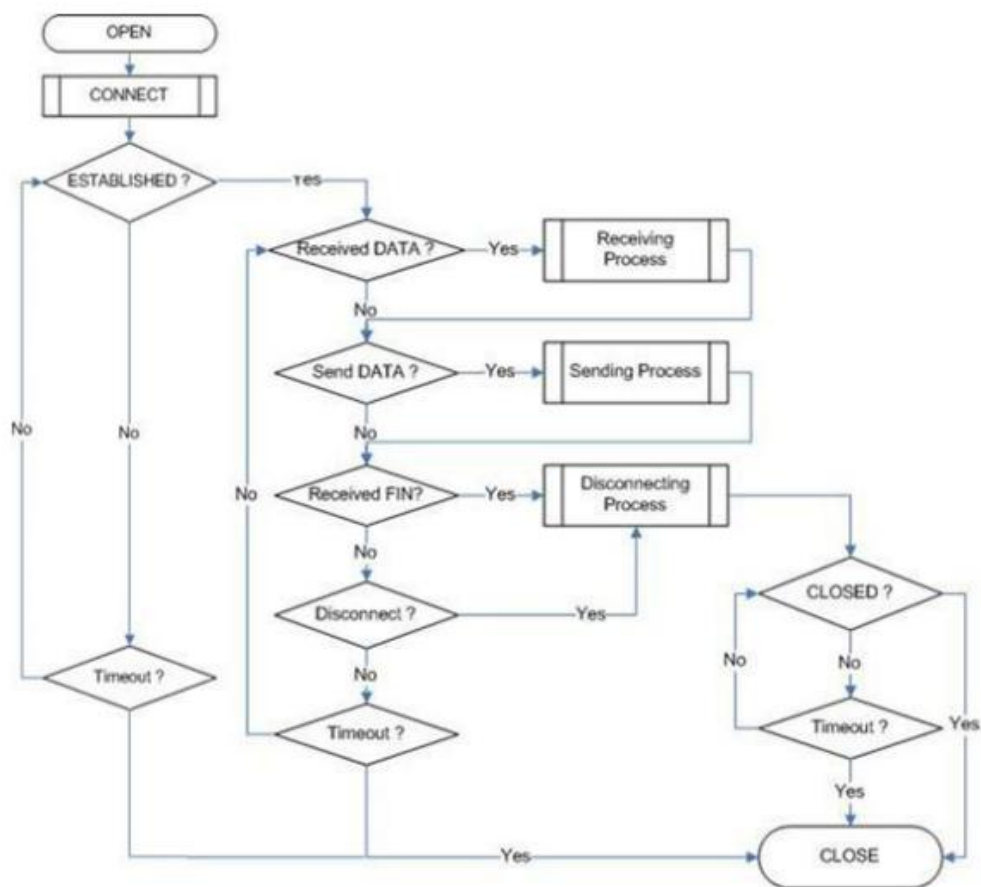 OPEN
CONNECT
ESTABLISHED ?
Yes
Received DATA ?
Yes
Receiving
Process
No
Send DATA ?
Yes
Sending Process
No
No
No
Received FIN?
Yes
Disconnecting
Process
No
No
Disconnect ?
Yes
CLOSED ?
No
No
No
Timeout ?
Timeout ?
Timeout ?
Yes
Yes
Yes
CLOSE